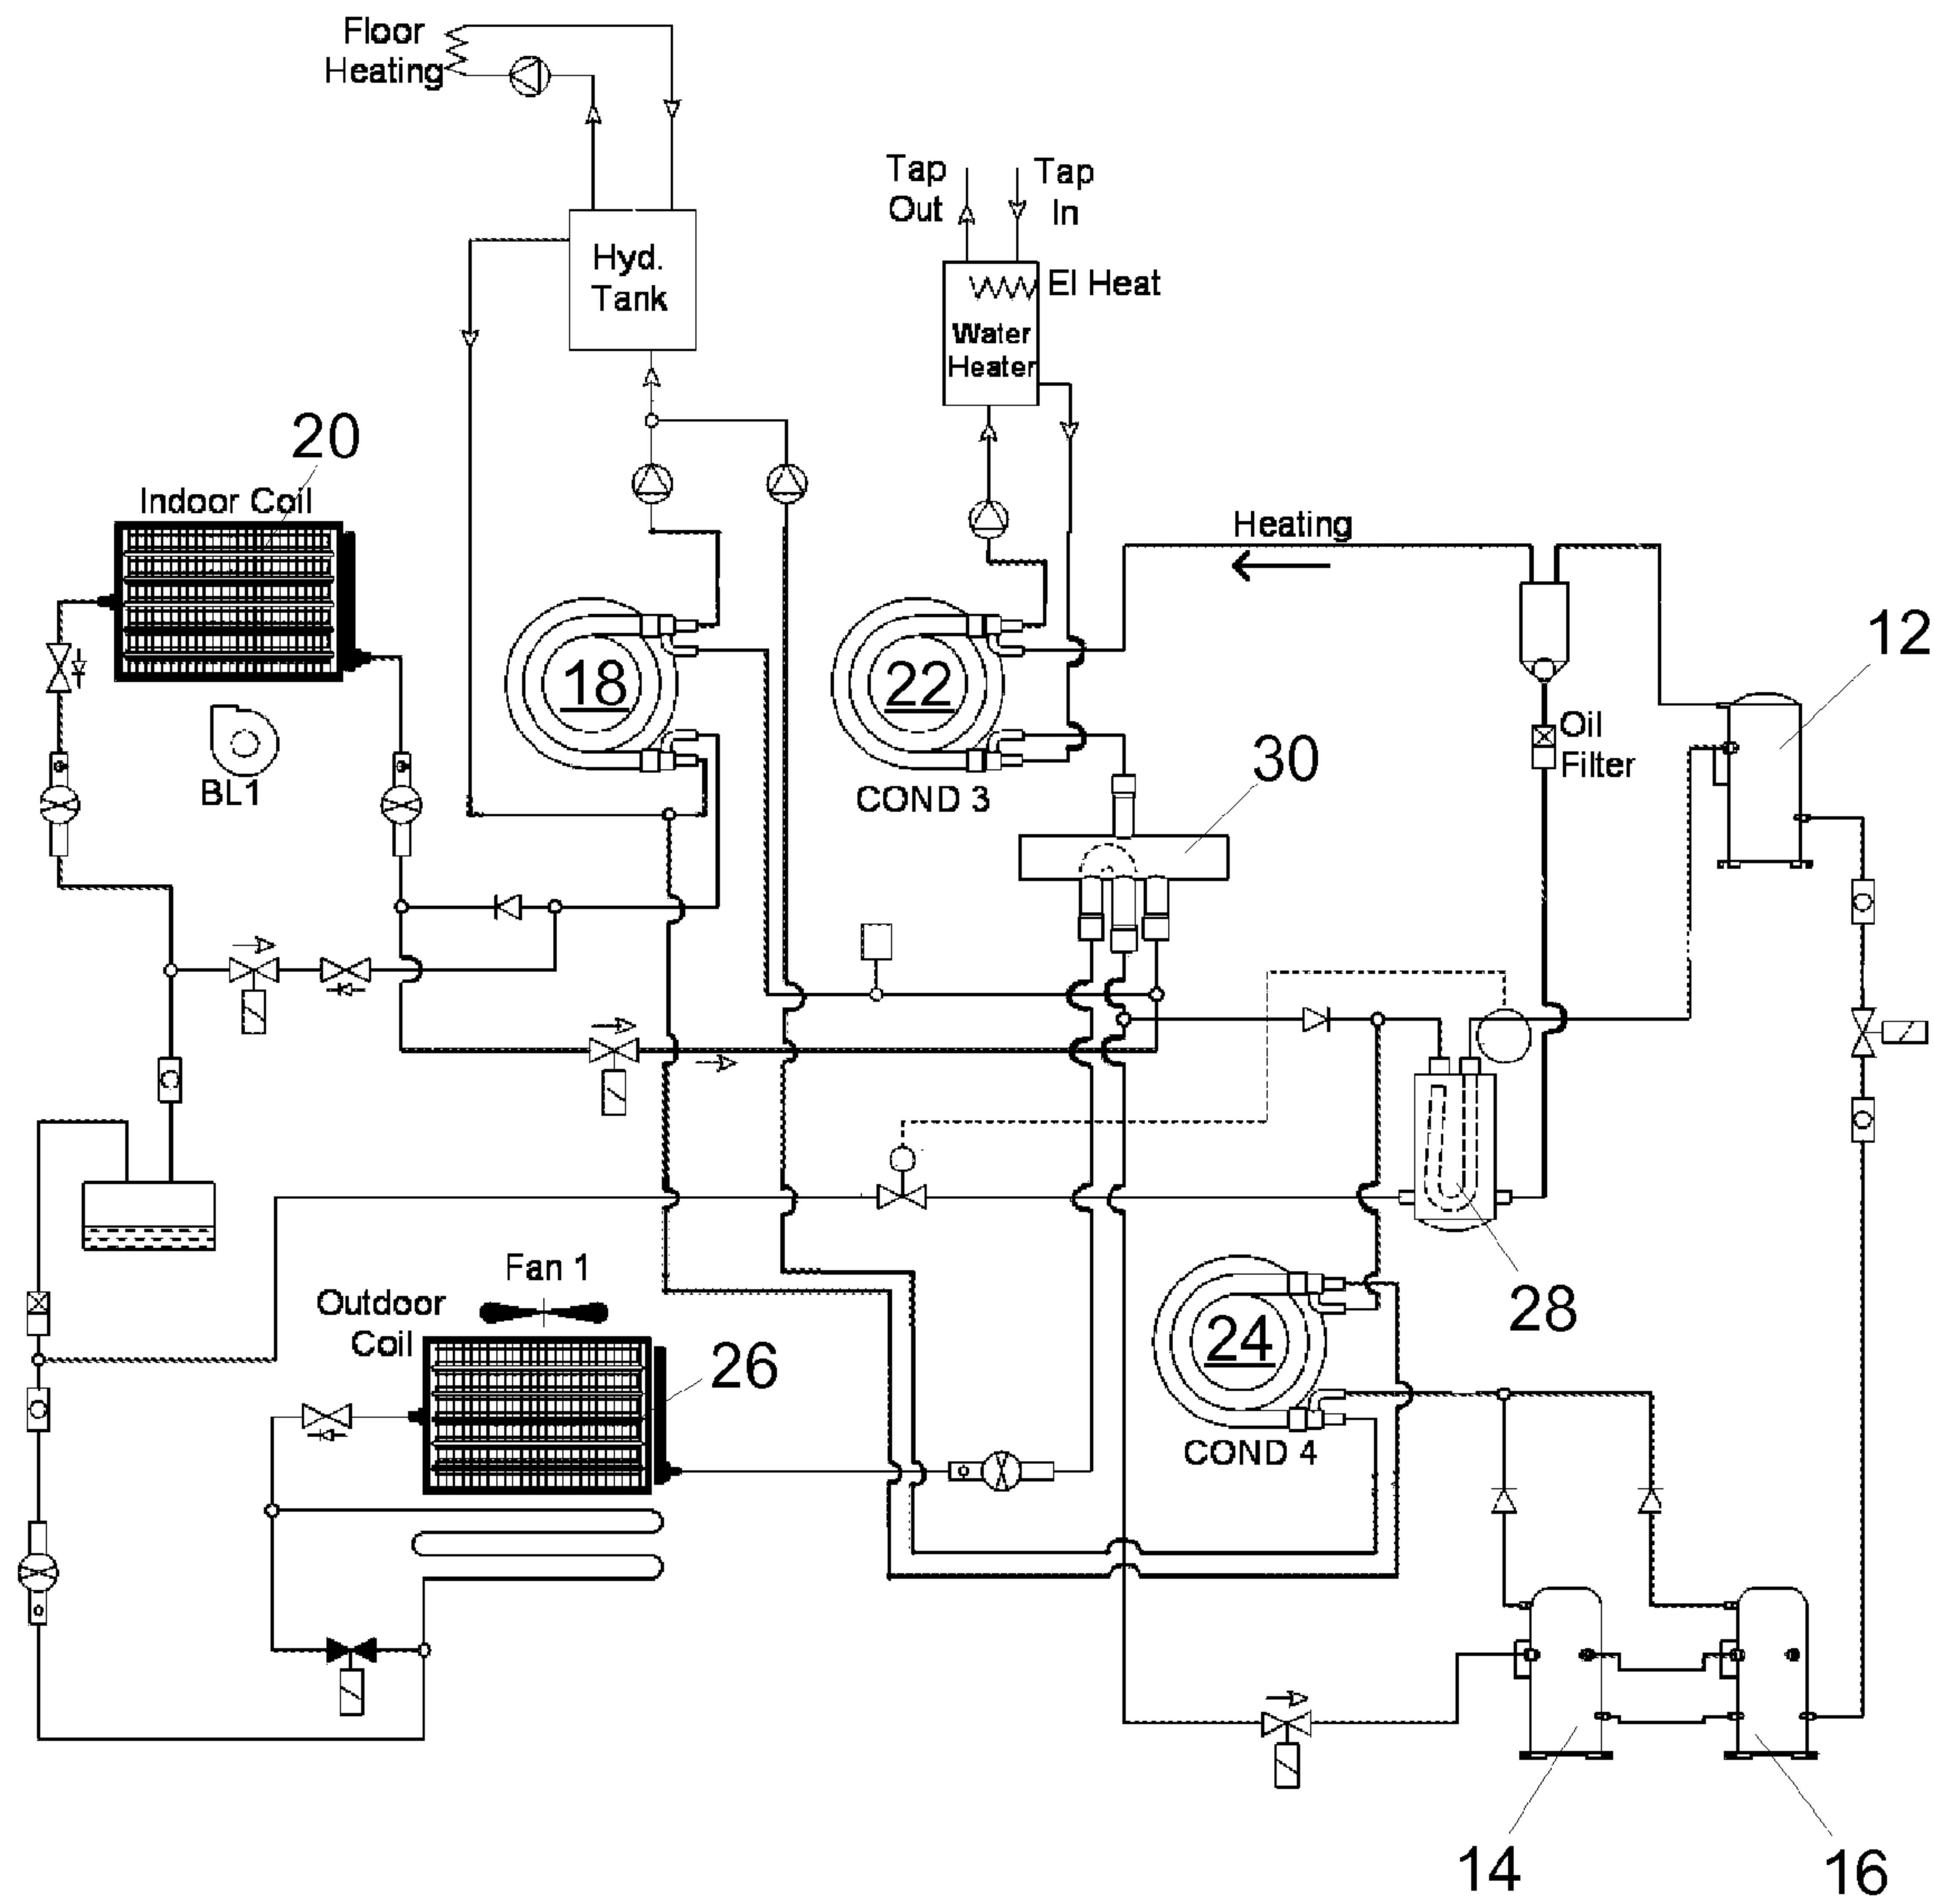 Floor
Heating
Tap
Out
Tap
In
Hyd.
Tank
El Heat
Water
Heater
20
Indoor Coil
Heating
12
18
22
Oil
Filter
30
BL1
COND 3
Fan 1
Outdoor
Coil
28
24
26
COND 4
14
16